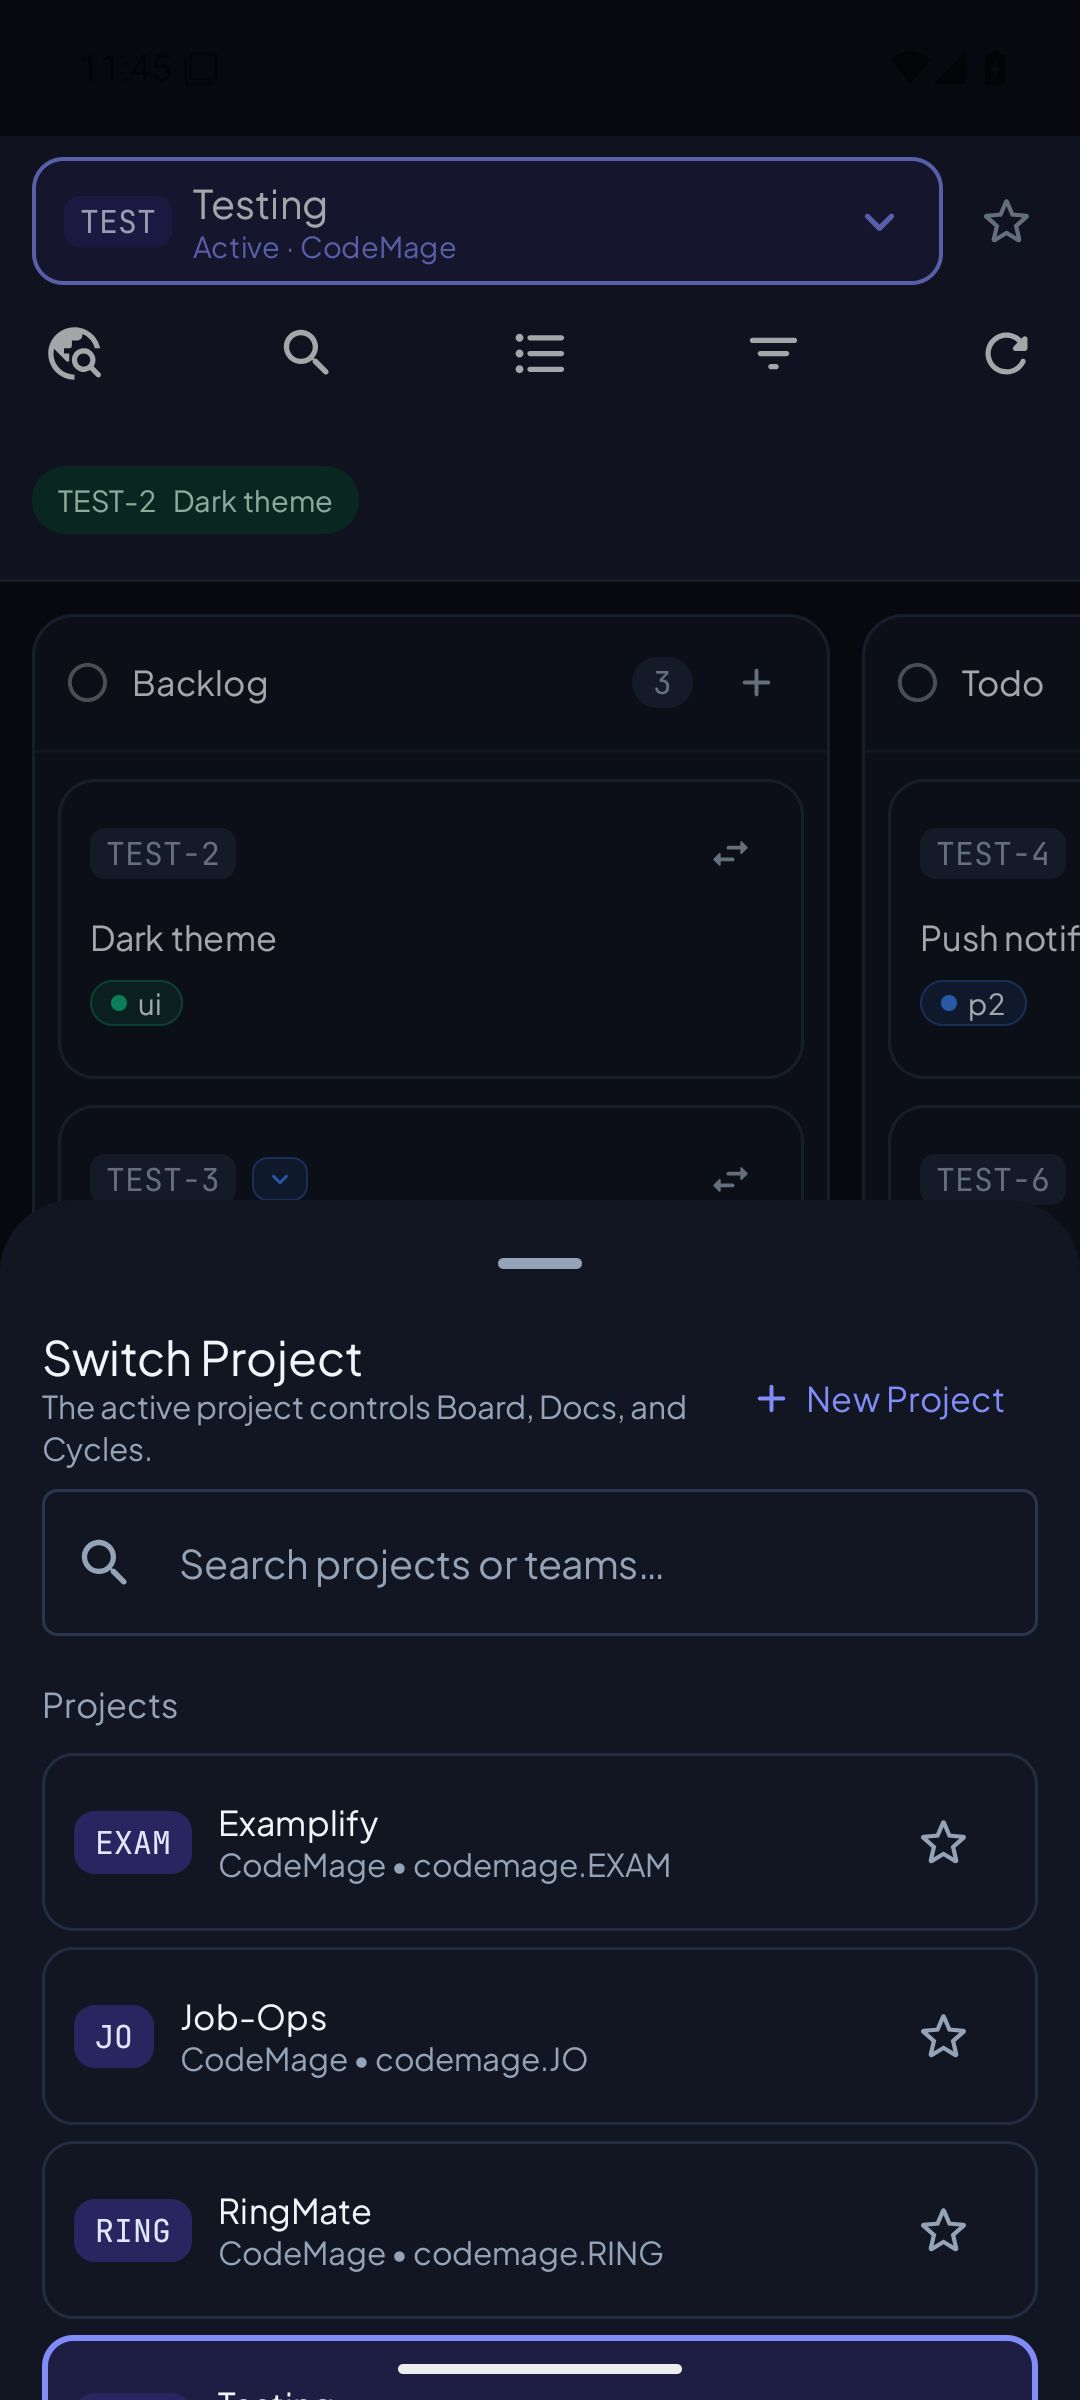 11:45
TEST
Testing
Active · CodeMage
TEST-2 Dark theme
Backlog
3
Todo
TEST-2
Dark theme
ui
TEST-4
Push notif
p2
TEST-3
TEST-6
Switch Project
The active project controls Board, Docs, and
Cycles.
+ New Project
Search projects or teams...
Projects
EXAM
Examplify
CodeMage • codemage.EXAM
JO
Job-Ops
CodeMage • codemage.JO
RING
RingMate
CodeMage • codemage.RING
Testing